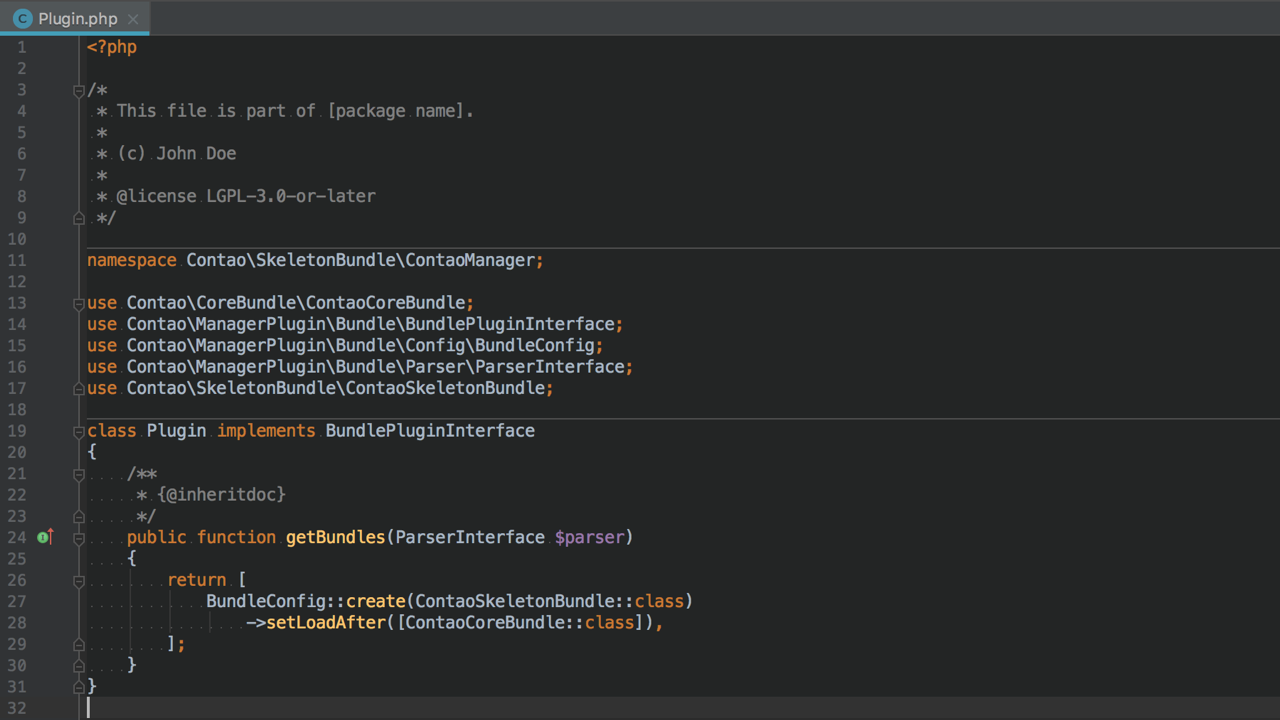 Plugin.php
1 <?php
2
3 /*
4  * This file is part of [package name].
5  *
6  * (c) John Doe
7  *
8  * @license LGPL-3.0-or-later
9  */
10
11 namespace Contao\SkeletonBundle\ContaoManager;
12
13 use Contao\CoreBundle\ContaoCoreBundle;
14 use Contao\ManagerPlugin\Bundle\BundlePluginInterface;
15 use Contao\ManagerPlugin\Bundle\Config\BundleConfig;
16 use Contao\ManagerPlugin\Bundle\Parser\ParserInterface;
17 use Contao\SkeletonBundle\ContaoSkeletonBundle;
18
19 class Plugin implements BundlePluginInterface
20 {
21     /**
22      * {@inheritdoc}
23      */
24     public function getBundles(ParserInterface $parser)
25     {
26         return [
27             BundleConfig::create(ContaoSkeletonBundle::class)
28                 ->setLoadAfter([ContaoCoreBundle::class]),
29         ];
30     }
31 }
32